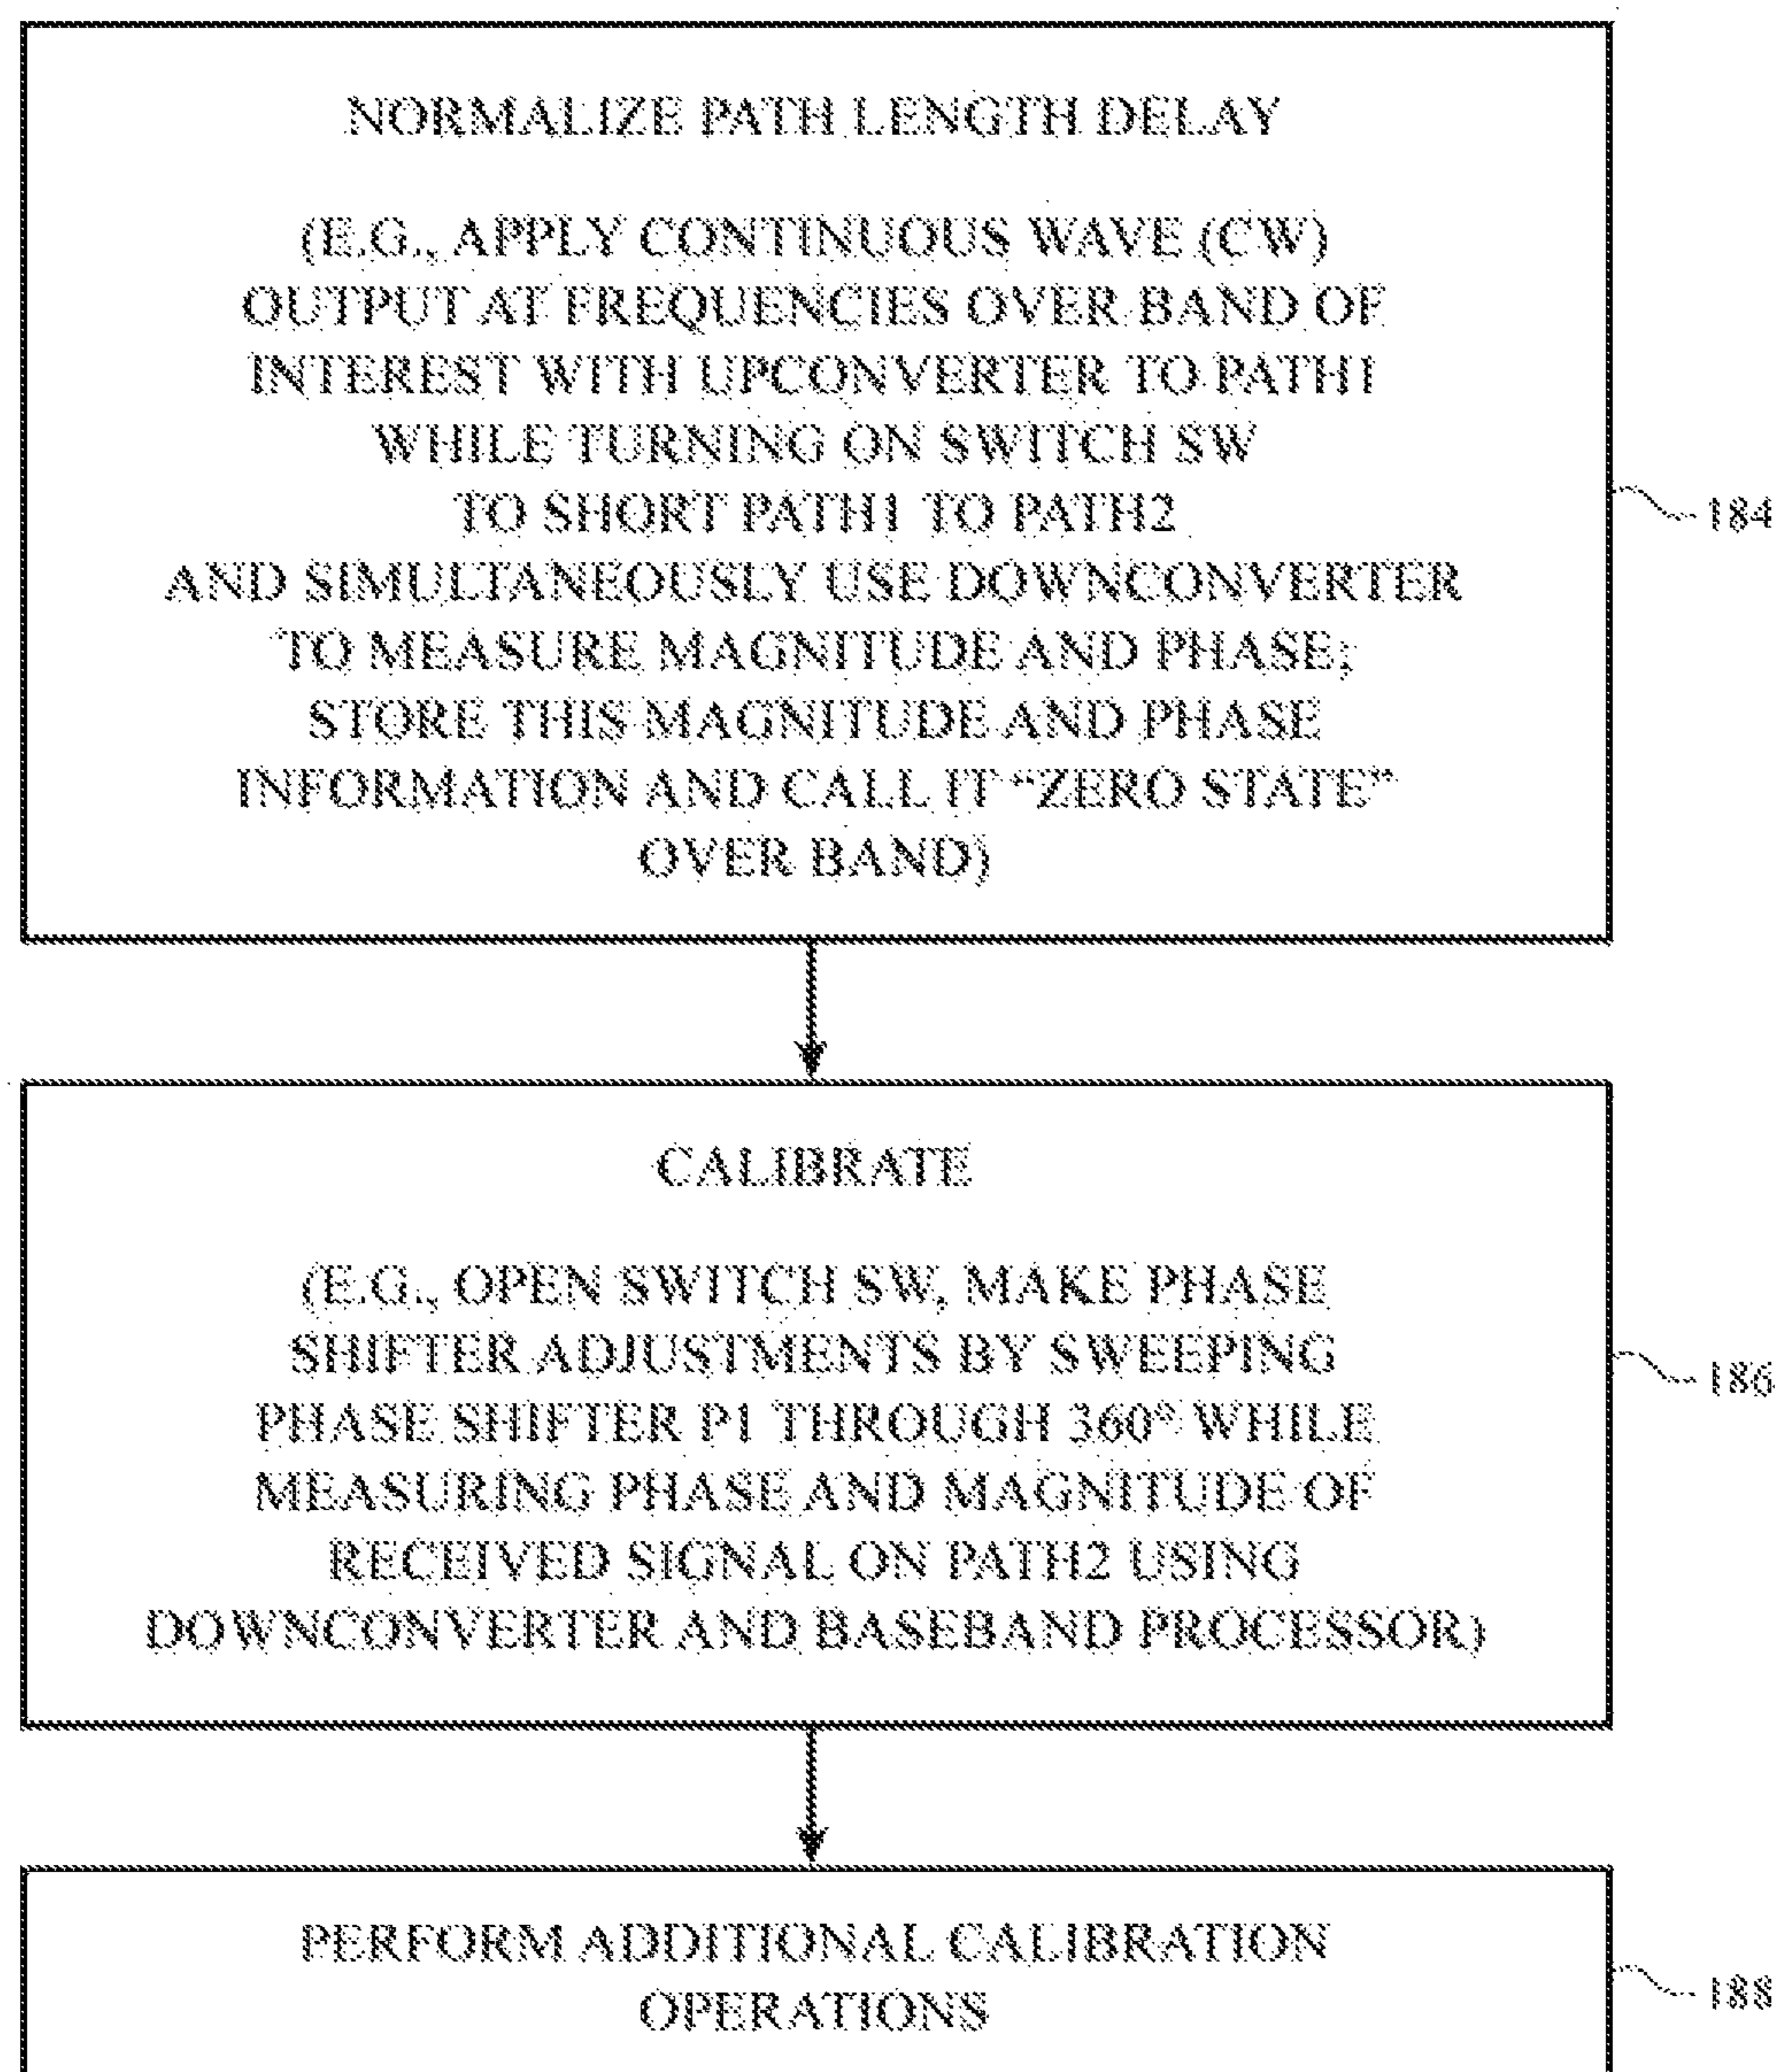 NORMALIZE PATH LENGTH DELAY
(E.G., APPLY CONTINUOUS WAVE (CW)
OUTPUT AT FREQUENCIES OVER BAND OF
INTEREST WITH UPCONVERTER TO PATH1
WHILE TURNING ON SWITCH SW
TO SHORT PATH1 TO PATH2
AND SIMULTANEOUSLY USE DOWNCONVERTER
TO MEASURE MAGNITUDE AND PHASE;
STORE THIS MAGNITUDE AND PHASE
INFORMATION AND CALL IT “ZERO STATE”
OVER BAND)
184
CALIBRATE
(E.G., OPEN SWITCH SW, MAKE PHASE
SHIFTER ADJUSTMENTS BY SWEEPING
PHASE SHIFTER P1 THROUGH 360° WHILE
MEASURING PHASE AND MAGNITUDE OF
RECEIVED SIGNAL ON PATH2 USING
DOWNCONVERTER AND BASEBAND PROCESSOR)
186
PERFORM ADDITIONAL CALIBRATION
OPERATIONS
188